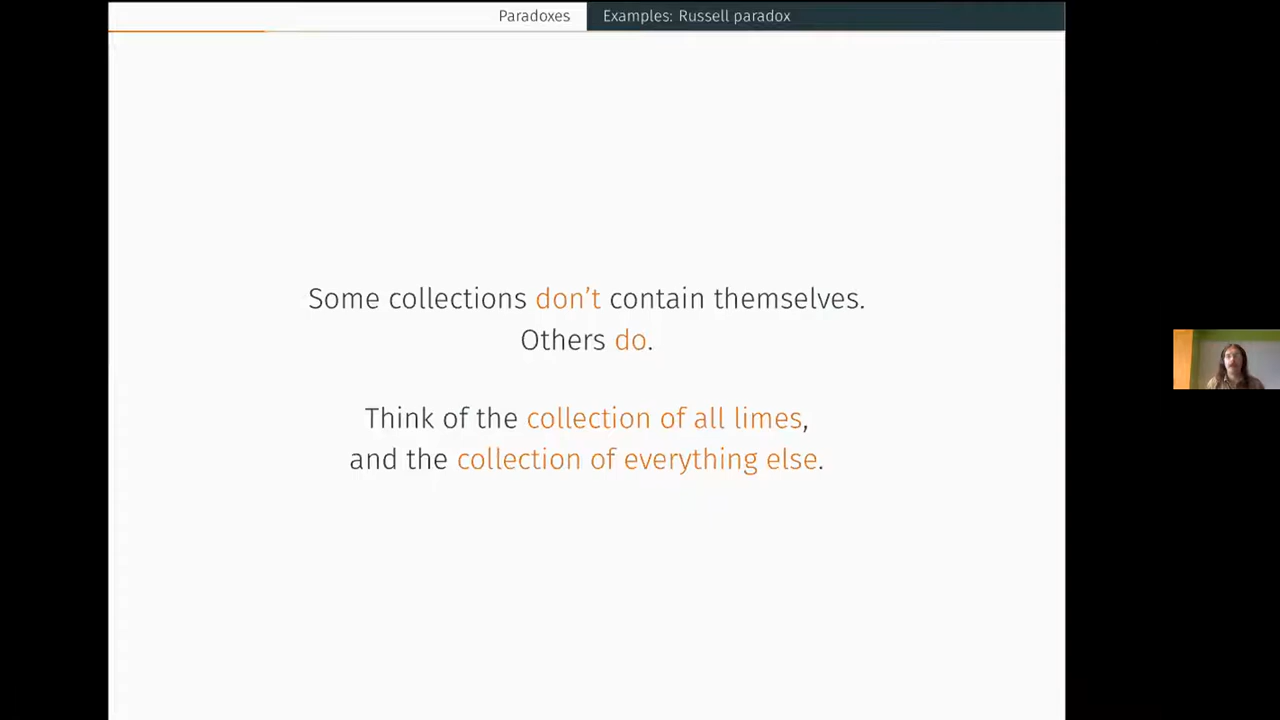 Paradoxes
Examples: Russell paradox
Some collections don't contain themselves.
Others do.
Think of the collection of all limes,
and the collection of everything else.